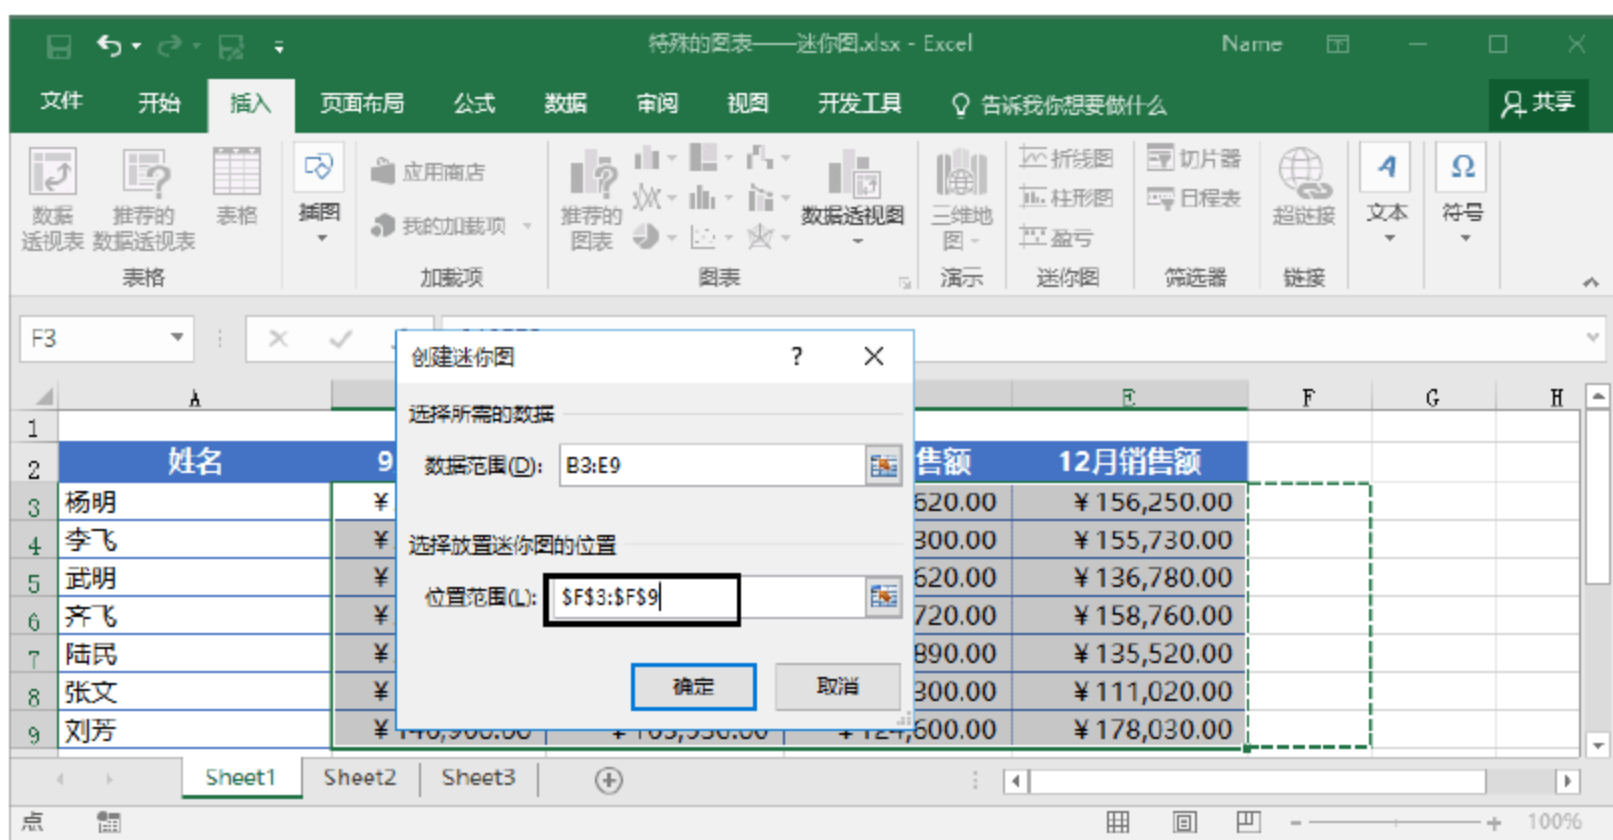 特殊的图表——迷你图.xlsx - Excel
Name
文件
开始
插入
页面布局
公式
数据
审阅
视图
开发工具
告诉我你想要做什么
共享
数据
透视表
推荐的
数据透视表
表格
插图
应用商店
我的加载项
推荐的
图表
数据透视图
三维地
图
折线图
柱形图
盈亏
切片器
日程表
超链接
文本
符号
表格
加载项
图表
演示
迷你图
筛选器
链接
F3
创建迷你图
?
选择所需的数据
数据范围(D):
B3:E9
选择放置迷你图的位置
位置范围(L):
$F$3:$F$9
确定
取消
A E F G H
1
2 姓名 9 售额 12月销售额
3 杨明 ¥ 620.00 ¥156,250.00
4 李飞 ¥ 300.00 ¥155,730.00
5 武明 ¥ 620.00 ¥136,780.00
6 齐飞 ¥ 720.00 ¥158,760.00
7 陆民 ¥ 890.00 ¥135,520.00
8 张文 ¥ 300.00 ¥111,020.00
9 刘芳 ¥ ,600.00 ¥178,030.00
Sheet1 Sheet2 Sheet3
点
100%